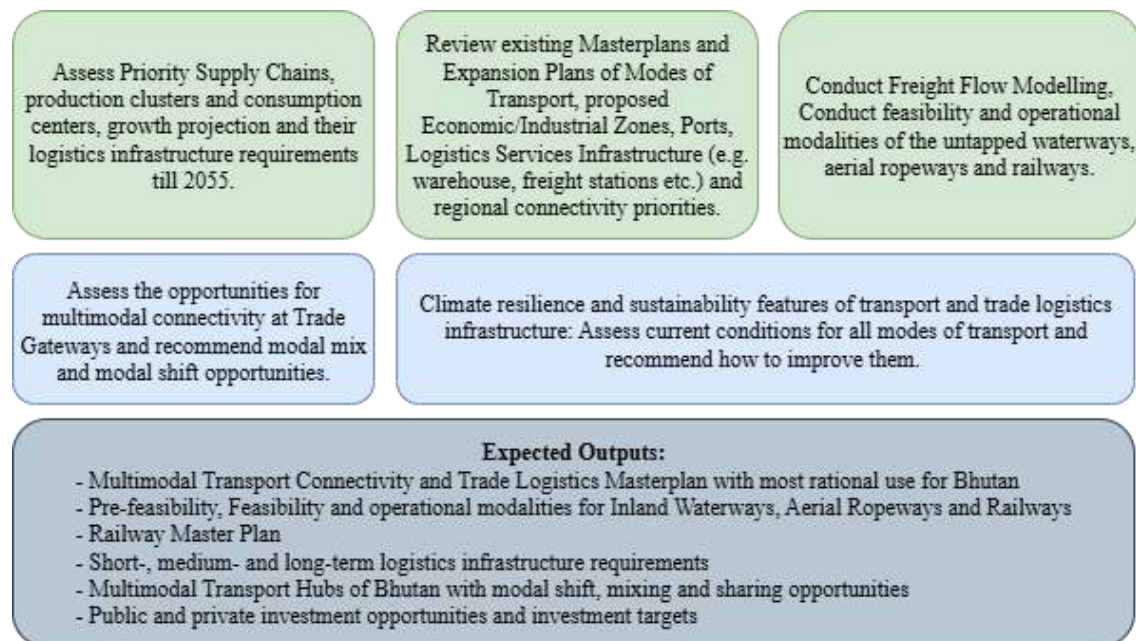 Assess Priority Supply Chains,
production clusters and consumption
centers, growth projection and their
logistics infrastructure requirements
till 2055.
Review existing Masterplans and
Expansion Plans of Modes of
Transport, proposed
Economic/Industrial Zones, Ports,
Logistics Services Infrastructure (e.g.
warehouse, freight stations etc.) and
regional connectivity priorities.
Conduct Freight Flow Modelling,
Conduct feasibility and operational
modalities of the untapped waterways,
aerial ropeways and railways.
Assess the opportunities for
multimodal connectivity at Trade
Gateways and recommend modal mix
and modal shift opportunities.
Climate resilience and sustainability features of transport and trade logistics
infrastructure: Assess current conditions for all modes of transport and
recommend how to improve them.
Expected Outputs:
- Multimodal Transport Connectivity and Trade Logistics Masterplan with most rational use for Bhutan
- Pre-feasibility, Feasibility and operational modalities for Inland Waterways, Aerial Ropeways and Railways
- Railway Master Plan
- Short-, medium- and long-term logistics infrastructure requirements
- Multimodal Transport Hubs of Bhutan with modal shift, mixing and sharing opportunities
- Public and private investment opportunities and investment targets